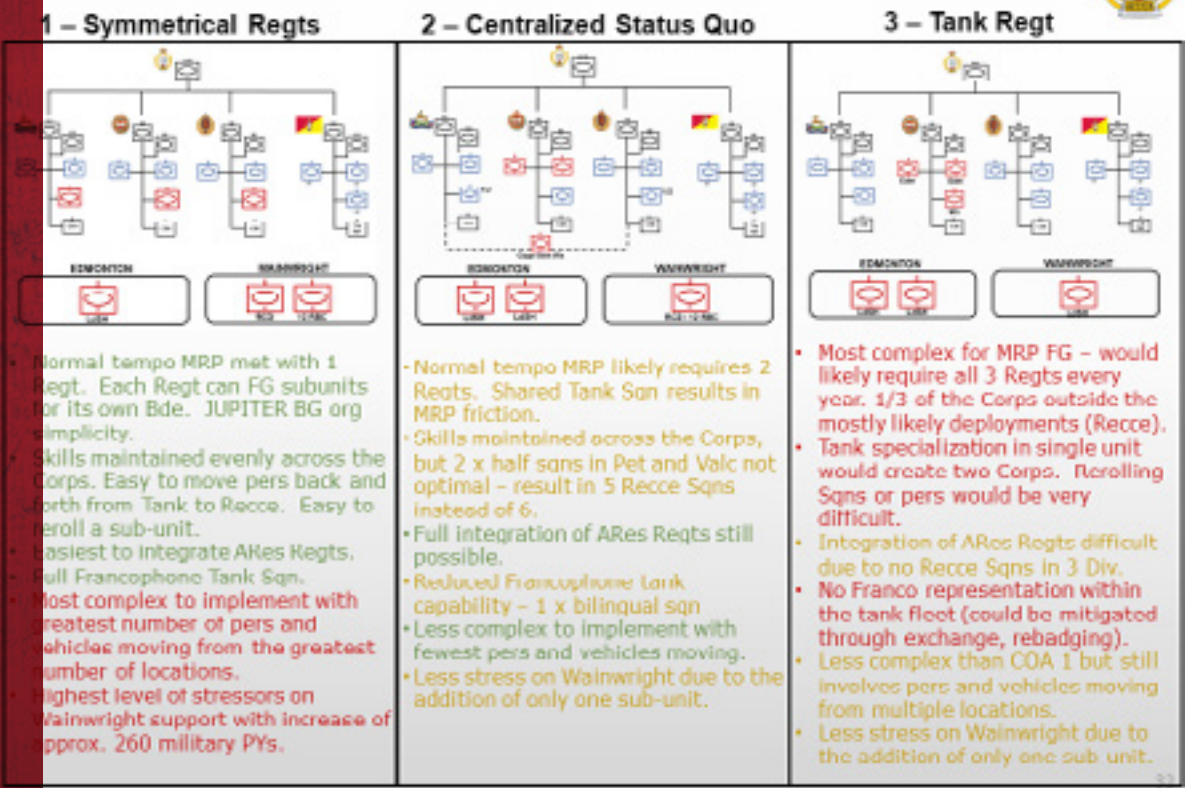 1 – Symmetrical Regts
EDMONTON
WAINWRIGHT
LdSH
RCD
12 RBC
Normal tempo MRP met with 1
Regt. Each Regt can FG subunits
for its own Bde. JUPITER BG org
simplicity.
Skills maintained evenly across the
Corps. Easy to move pers back and
forth from Tank to Recce. Easy to
reroll a sub-unit.
Easiest to integrate ARes Regts.
Full Francophone Tank Sqn.
Most complex to implement with
greatest number of pers and
vehicles moving from the greatest
number of locations.
Highest level of stressors on
Wainwright support with increase of
approx. 260 military PYs.
2 – Centralized Status Quo
EDMONTON
WAINWRIGHT
LdSH
LdSH
RCD / 12 RBC
- Normal tempo MRP likely requires 2
Regts. Shared Tank Sqn results in
MRP friction.
• Skills maintained across the Corps,
but 2 x half sqns in Pet and Valc not
optimal – result in 5 Recce Sqns
instead of 6.
• Full integration of ARes Regts still
possible.
• Reduced Francophone tank
capability – 1 x bilingual sqn
• Less complex to implement with
fewest pers and vehicles moving.
• Less stress on Wainwright due to the
addition of only one sub-unit.
3 – Tank Regt
EDMONTON
WAINWRIGHT
LdSH
LdSH
LdSH
• Most complex for MRP FG – would
likely require all 3 Regts every
year. 1/3 of the Corps outside the
mostly likely deployments (Recce).
• Tank specialization in single unit
would create two Corps. Rerolling
Sqns or pers would be very
difficult.
• Integration of ARes Regts difficult
due to no Recce Sqns in 3 Div.
• No Franco representation within
the tank fleet (could be mitigated
through exchange, rebadging).
• Less complex than COA 1 but still
involves pers and vehicles moving
from multiple locations.
• Less stress on Wainwright due to
the addition of only one sub unit.
32